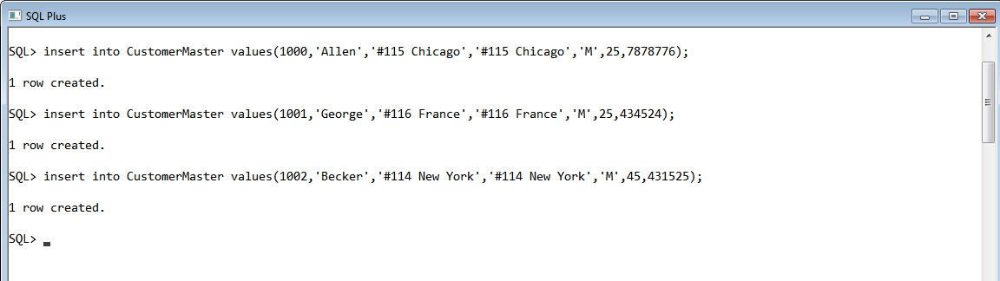 SQL Plus
SQL> insert into CustomerMaster values(1000,'Allen','#115 Chicago','#115 Chicago','M',25,7878776);
1 row created.
SQL> insert into CustomerMaster values(1001,'George','#116 France','#116 France','M',25,434524);
1 row created.
SQL> insert into CustomerMaster values(1002,'Becker','#114 New York','#114 New York','M',45,431525);
1 row created.
SQL>